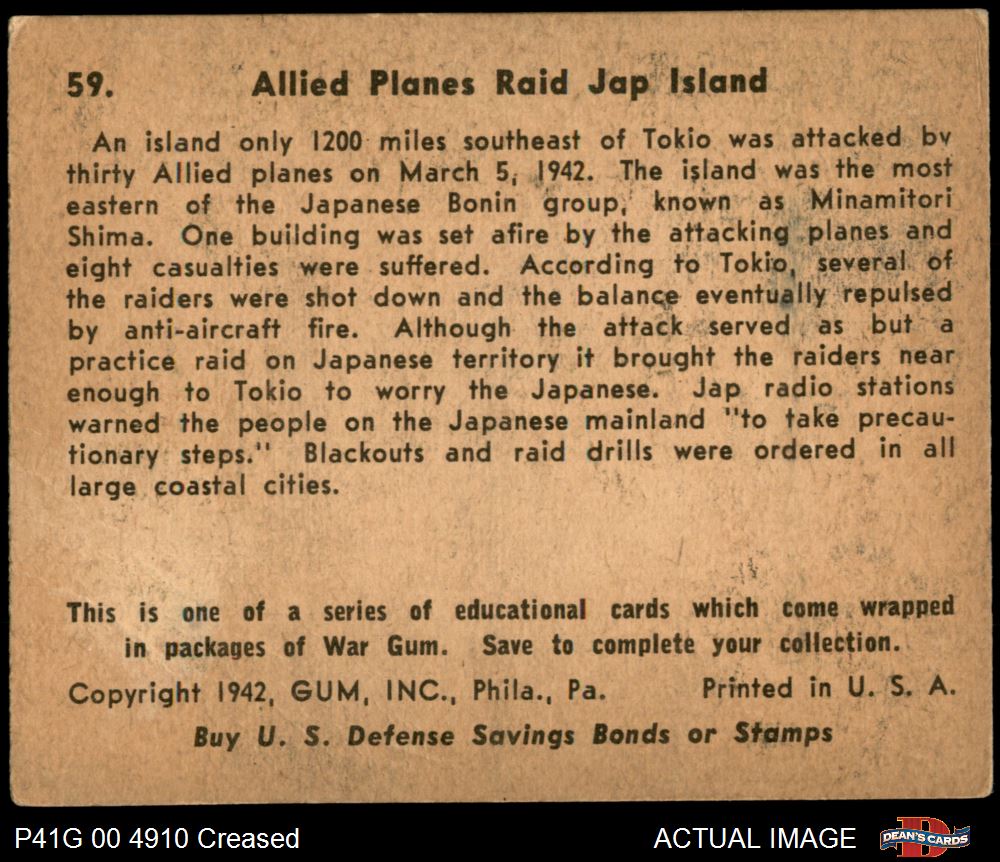 59. Allied Planes Raid Jap Island
An island only 1200 miles southeast of Tokio was attacked by
thirty Allied planes on March 5, 1942. The island was the most
eastern of the Japanese Bonin group, known as Minamitori
Shima. One building was set afire by the attacking planes and
eight casualties were suffered. According to Tokio, several of
the raiders were shot down and the balance eventually repulsed
by anti-aircraft fire. Although the attack served as but a
practice raid on Japanese territory it brought the raiders near
enough to Tokio to worry the Japanese. Jap radio stations
warned the people on the Japanese mainland "to take precau-
tionary steps." Blackouts and raid drills were ordered in all
large coastal cities.
This is one of a series of educational cards which come wrapped
in packages of War Gum. Save to complete your collection.
Copyright 1942, GUM, INC., Phila., Pa. Printed in U. S. A.
Buy U. S. Defense Savings Bonds or Stamps
P41G 00 4910 Creased ACTUAL IMAGE DEAN'S CARDS